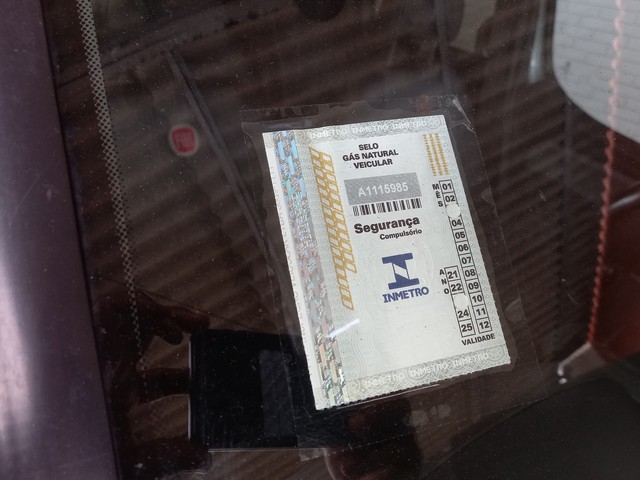 INMETRO INMETRO INMETRO
SELO
GÁS NATURAL
VEICULAR
A1115985
Segurança
Compulsório
INMETRO
MÊS
01
02
04
05
06
07
08
09
10
11
12
ANO
21
22
24
25
VALIDADE
INMETRO INMETRO INMETRO